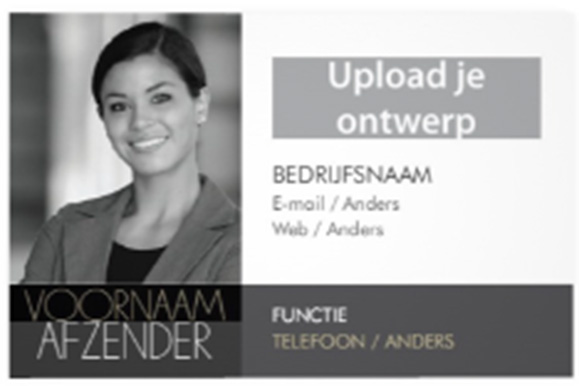 Upload je
ontwerp
BEDRIJFSNAAM
E-mail / Anders
Web / Anders
VOORNAAM
AFZENDER
FUNCTIE
TELEFOON / ANDERS